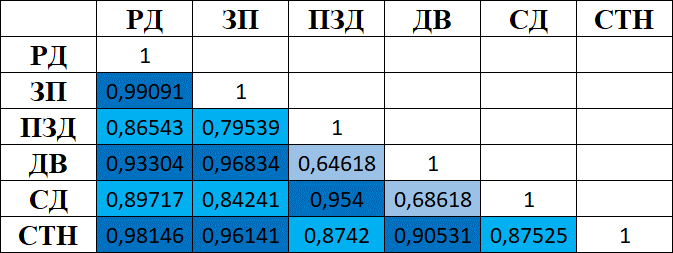 РД ЗП ПЗД ДВ СД СТН
РД 1
ЗП 0,99091 1
ПЗД 0,86543 0,79539 1
ДВ 0,93304 0,96834 0,64618 1
СД 0,89717 0,84241 0,954 0,68618 1
СТН 0,98146 0,96141 0,8742 0,90531 0,87525 1